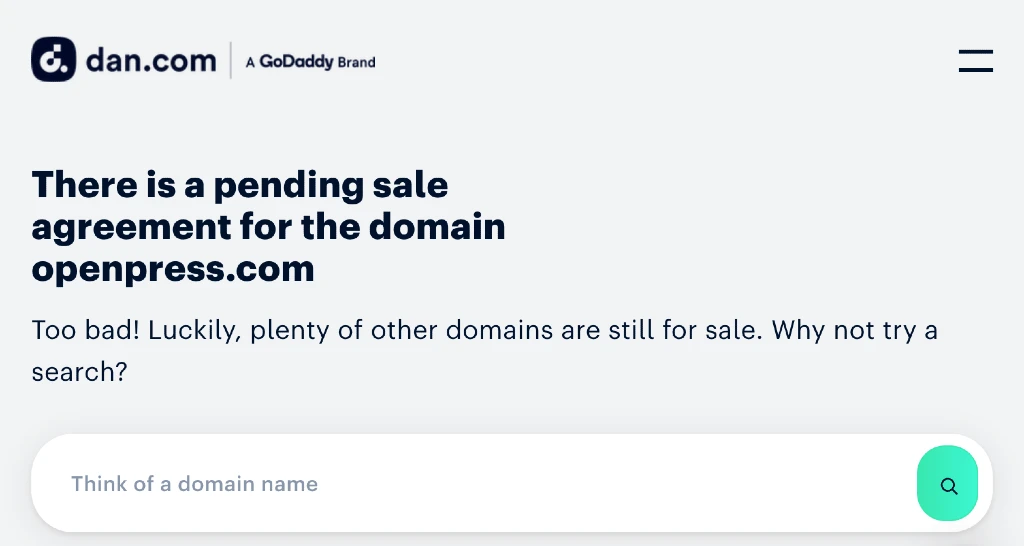 dan.com A GoDaddy Brand
There is a pending sale
agreement for the domain
openpress.com
Too bad! Luckily, plenty of other domains are still for sale. Why not try a
search?
Think of a domain name